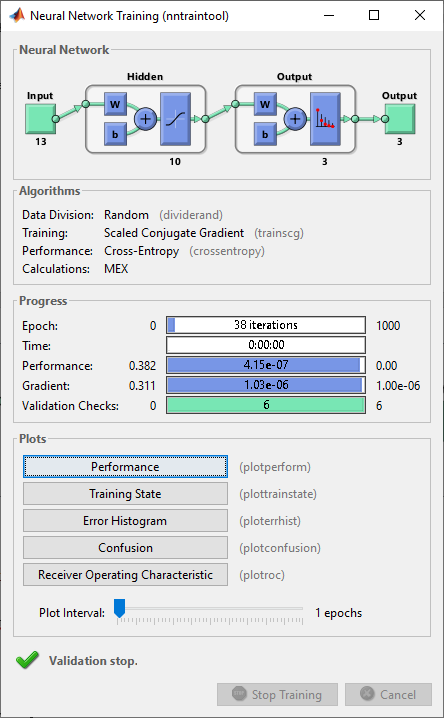 Neural Network Training (nntraintool)
Neural Network
Hidden Output
Input Output
W W
b b
+ +
13 10 3 3
Algorithms
Data Division: Random (dividerand)
Training: Scaled Conjugate Gradient (trainscg)
Performance: Cross-Entropy (crossentropy)
Calculations: MEX
Progress
Epoch: 0 38 iterations 1000
Time: 0:00:00
Performance: 0.382 4.15e-07 0.00
Gradient: 0.311 1.03e-06 1.00e-06
Validation Checks: 0 6 6
Plots
Performance (plotperform)
Training State (plottrainstate)
Error Histogram (ploterrhist)
Confusion (plotconfusion)
Receiver Operating Characteristic (plotroc)
Plot Interval: 1 epochs
Validation stop.
Stop Training Cancel